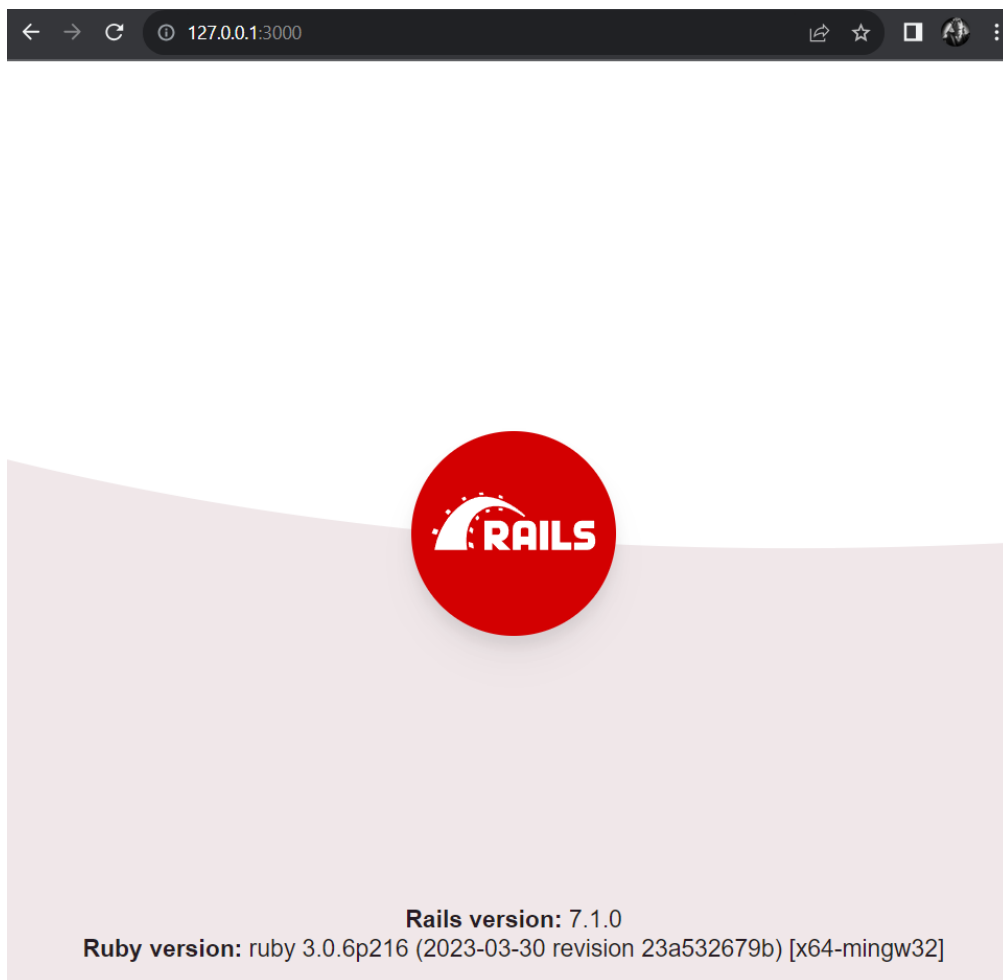 127.0.0.1:3000
RAILS
Rails version: 7.1.0
Ruby version: ruby 3.0.6p216 (2023-03-30 revision 23a532679b) [x64-mingw32]